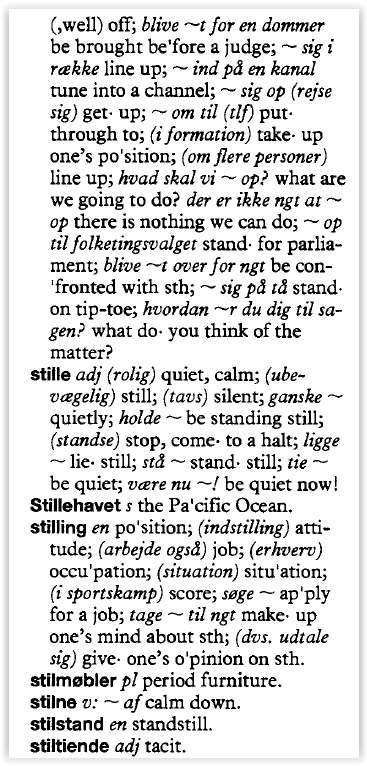 (,well) off; blive ~t for en dommer
be brought be'fore a judge; ~ sig i
række line up; ~ ind på en kanal
tune into a channel; ~ sig op (rejse
sig) get· up; ~ om til (tlf) put·
through to; (i formation) take· up
one's po'sition; (om flere personer)
line up; hvad skal vi ~ op? what are
we going to do? der er ikke ngt at ~
op there is nothing we can do; ~ op
til folketingsvalget stand· for parlia-
ment; blive ~t over for ngt be con-
'fronted with sth; ~ sig på tå stand·
on tip-toe; hvordan ~r du dig til sa-
gen? what do· you think of the
matter?
stille adj (rolig) quiet, calm; (ube-
vægelig) still; (tavs) silent; ganske ~
quietly; holde ~ be standing still;
(standse) stop, come· to a halt; ligge
~ lie· still; stå ~ stand· still; tie ~
be quiet; være nu ~! be quiet now!
Stillehavet s the Pa'cific Ocean.
stilling en po'sition; (indstilling) atti-
tude; (arbejde også) job; (erhverv)
occu'pation; (situation) situ'ation;
(i sportskamp) score; søge ~ ap'ply
for a job; tage ~ til ngt make· up
one's mind about sth; (dvs. udtale
sig) give· one's o'pinion on sth.
stilmøbler pl period furniture.
stilne v: ~ af calm down.
stilstand en standstill.
stiltiende adj tacit.